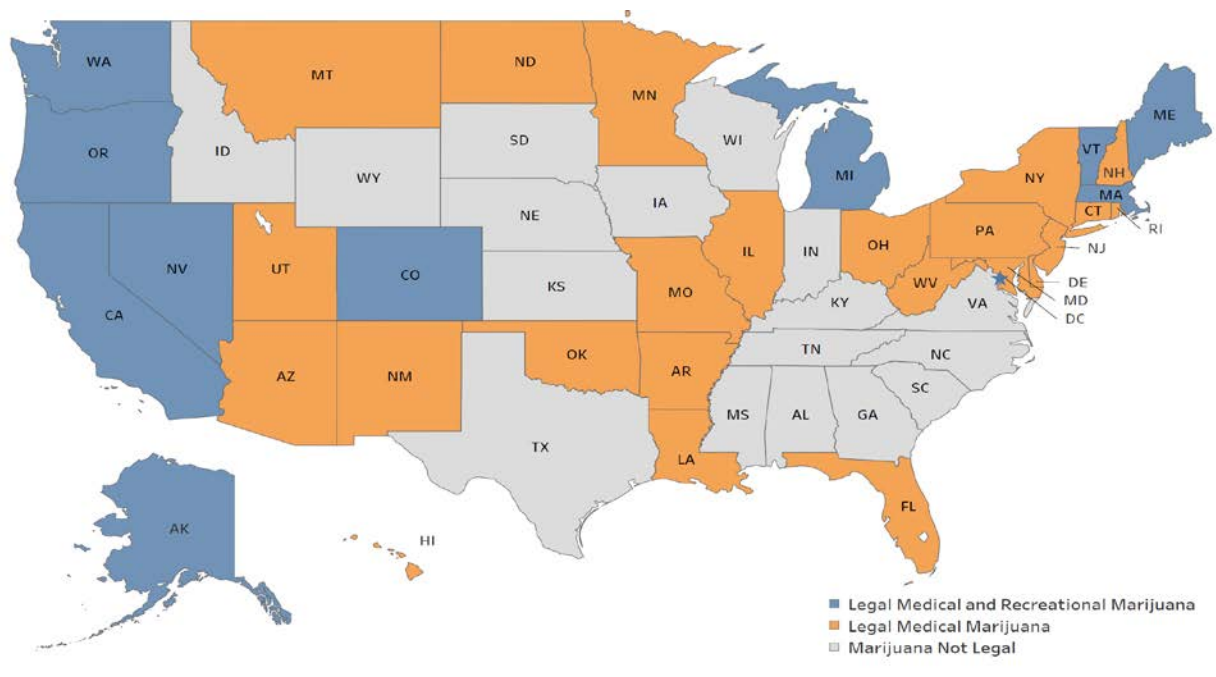 WA
MT
ND
MN
ME
OR
ID
SD
WI
VT
NH
WY
MI
NY
MA
IA
CT
RI
NE
PA
NJ
NV
UT
CO
IL
IN
OH
DE
WV
MD
KS
MO
KY
VA
DC
CA
TN
NC
OK
AR
AZ
NM
SC
MS
AL
GA
TX
LA
FL
AK
HI
Legal Medical and Recreational Marijuana
Legal Medical Marijuana
Marijuana Not Legal